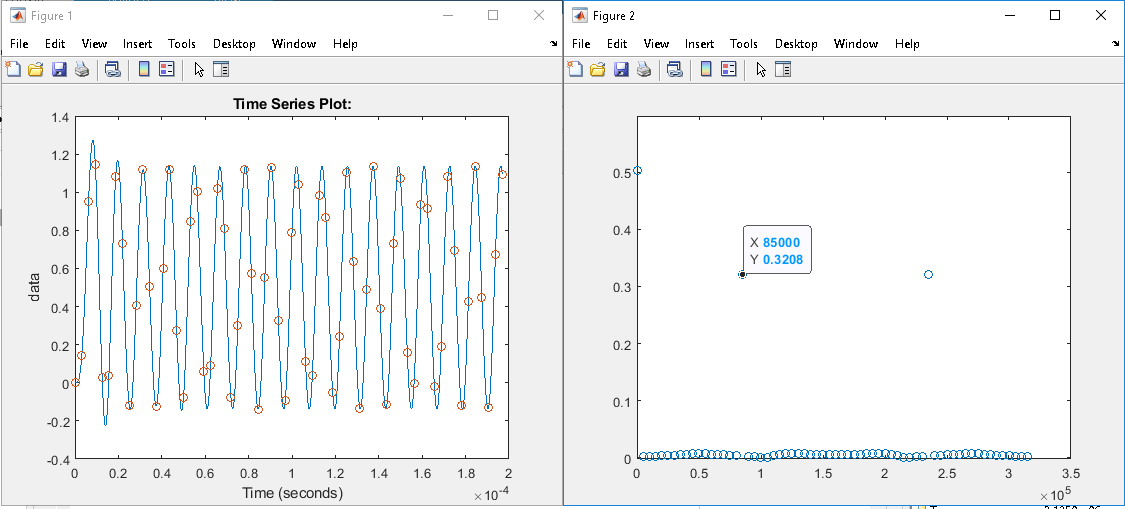 Figure 1
File Edit View Insert Tools Desktop Window Help
Time Series Plot:
1.4
1.2
1
0.8
0.6
0.4
0.2
0
-0.2
-0.4
data
0 0.2 0.4 0.6 0.8 1 1.2 1.4 1.6 1.8 2
Time (seconds)
×10-4
Figure 2
File Edit View Insert Tools Desktop Window Help
0.5
0.4
0.3
0.2
0.1
0
X 85000
Y 0.3208
0 0.5 1 1.5 2 2.5 3 3.5
×105